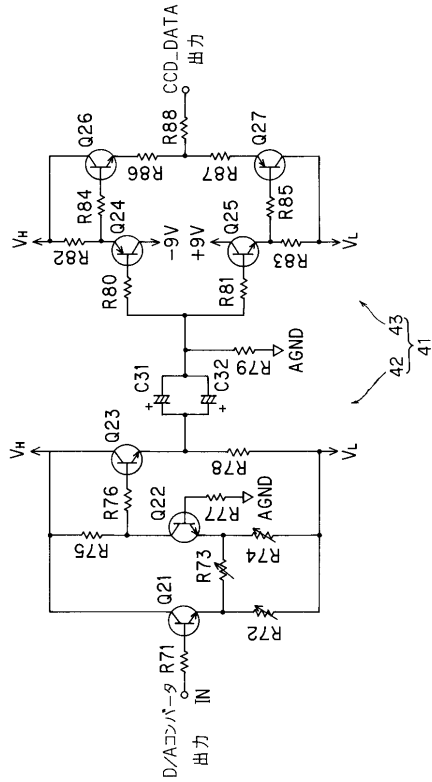 D/Aコンバータ
出力
IN
R71
Q21
R72
R73
R74
R75
R76
Q22
R77
AGND
Q23
VH
R78
VL
C31
+
C32
+
R79
AGND
R80
R81
VH
R82
R84
Q24
-9V
+9V
Q25
R85
R83
VL
Q26
R86
R87
Q27
R88
CCD_DATA
出力
42
43
41